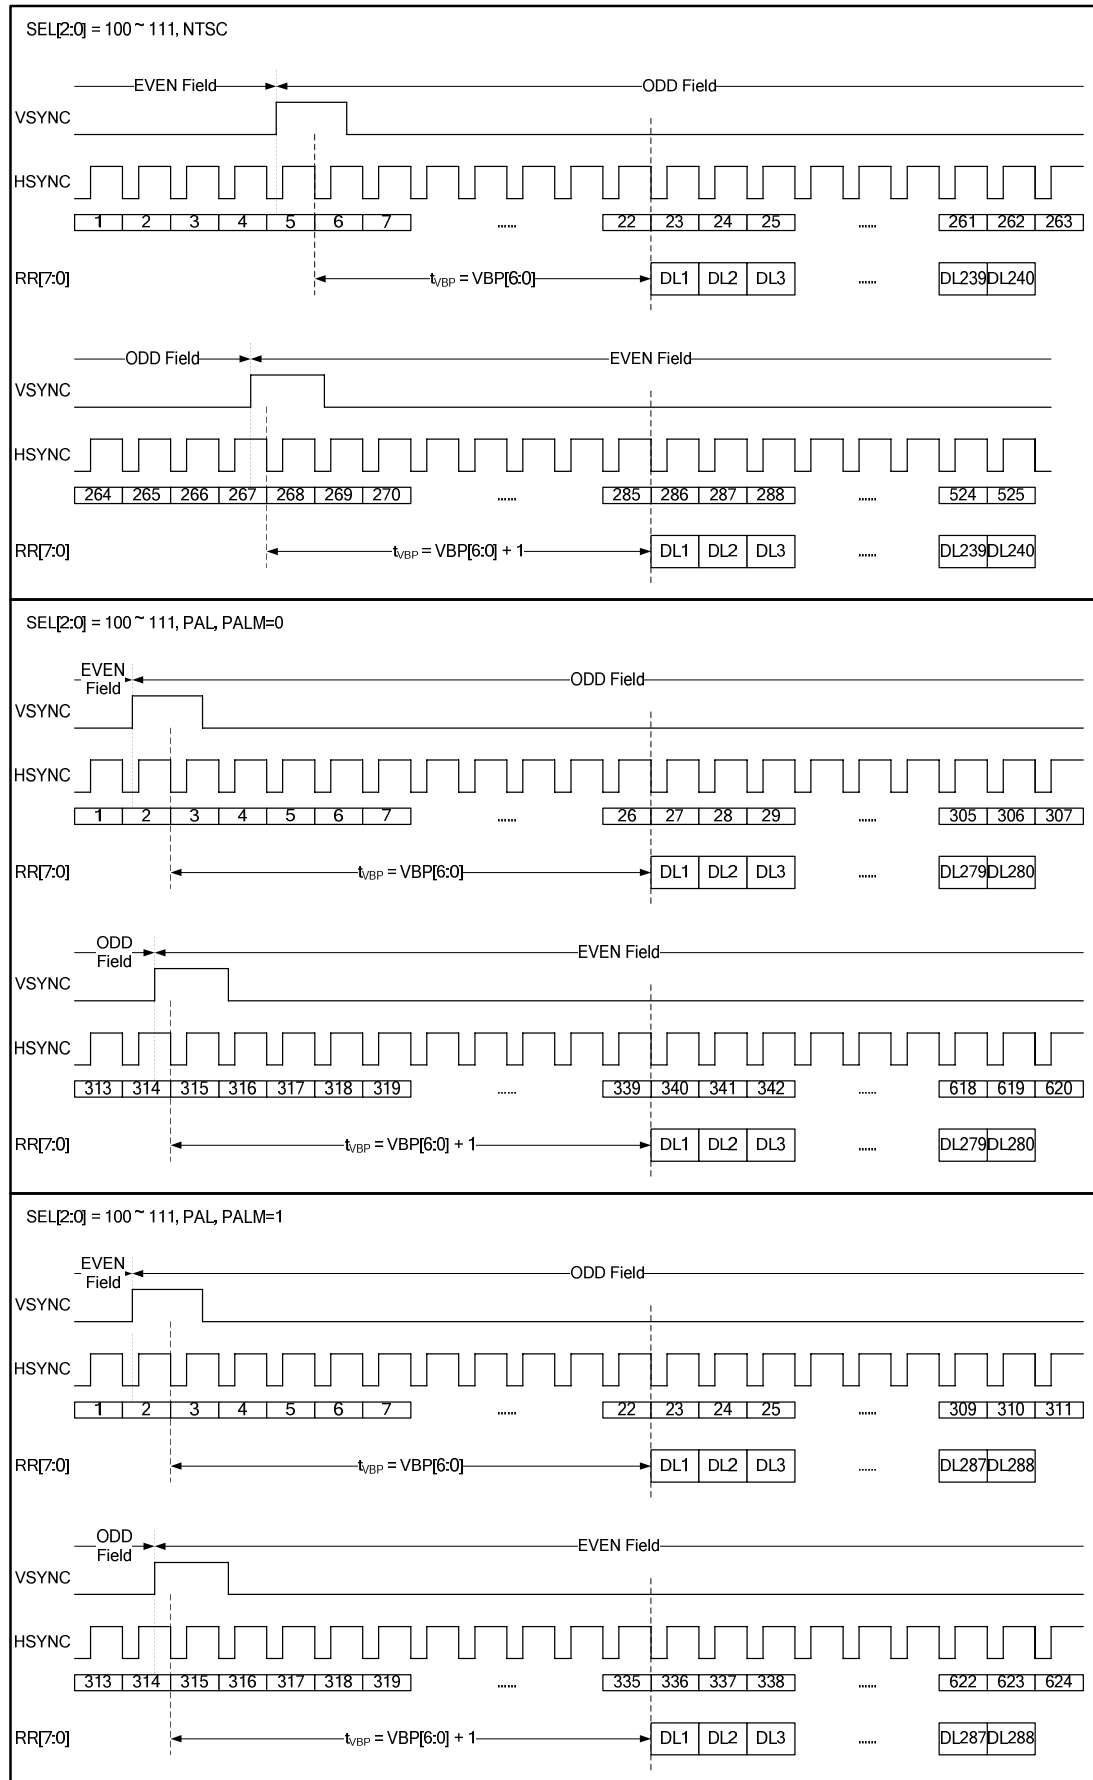 SEL[2:0] = 100 ~ 111, NTSC
EVEN Field ODD Field
VSYNC
HSYNC
1 2 3 4 5 6 7 ...... 22 23 24 25 ...... 261 262 263
RR[7:0] tVBP = VBP[6:0] DL1 DL2 DL3 ...... DL239 DL240
ODD Field EVEN Field
VSYNC
HSYNC
264 265 266 267 268 269 270 ...... 285 286 287 288 ...... 524 525
RR[7:0] tVBP = VBP[6:0] + 1 DL1 DL2 DL3 ...... DL239 DL240
SEL[2:0] = 100 ~ 111, PAL, PALM=0
EVEN Field ODD Field
VSYNC
HSYNC
1 2 3 4 5 6 7 ...... 26 27 28 29 ...... 305 306 307
RR[7:0] tVBP = VBP[6:0] DL1 DL2 DL3 ...... DL279 DL280
ODD Field EVEN Field
VSYNC
HSYNC
313 314 315 316 317 318 319 ...... 339 340 341 342 ...... 618 619 620
RR[7:0] tVBP = VBP[6:0] + 1 DL1 DL2 DL3 ...... DL279 DL280
SEL[2:0] = 100 ~ 111, PAL, PALM=1
EVEN Field ODD Field
VSYNC
HSYNC
1 2 3 4 5 6 7 ...... 22 23 24 25 ...... 309 310 311
RR[7:0] tVBP = VBP[6:0] DL1 DL2 DL3 ...... DL287 DL288
ODD Field EVEN Field
VSYNC
HSYNC
313 314 315 316 317 318 319 ...... 335 336 337 338 ...... 622 623 624
RR[7:0] tVBP = VBP[6:0] + 1 DL1 DL2 DL3 ...... DL287 DL288